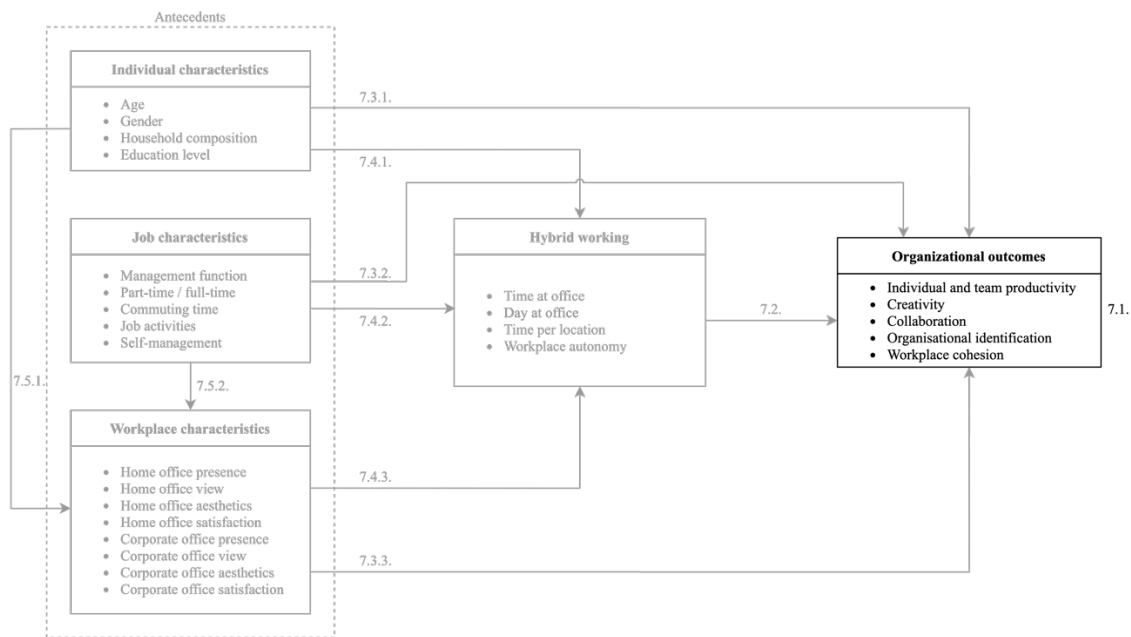 Antecedents
Individual characteristics
• Age
• Gender
• Household composition
• Education level
7.3.1.
7.4.1.
Job characteristics
• Management function
• Part-time / full-time
• Commuting time
• Job activities
• Self-management
7.3.2.
7.4.2.
Hybrid working
• Time at office
• Day at office
• Time per location
• Workplace autonomy
7.2.
Organizational outcomes
• Individual and team productivity
• Creativity
• Collaboration
• Organisational identification
• Workplace cohesion
7.1.
7.5.1.
7.5.2.
Workplace characteristics
• Home office presence
• Home office view
• Home office aesthetics
• Home office satisfaction
• Corporate office presence
• Corporate office view
• Corporate office aesthetics
• Corporate office satisfaction
7.4.3.
7.3.3.